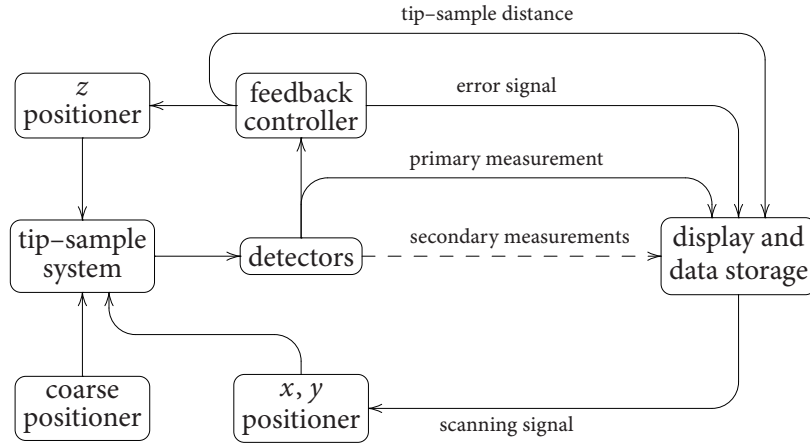 tip–sample distance
z
positioner
feedback
controller
error signal
primary measurement
tip–sample
system
detectors
secondary measurements
display and
data storage
coarse
positioner
x, y
positioner
scanning signal